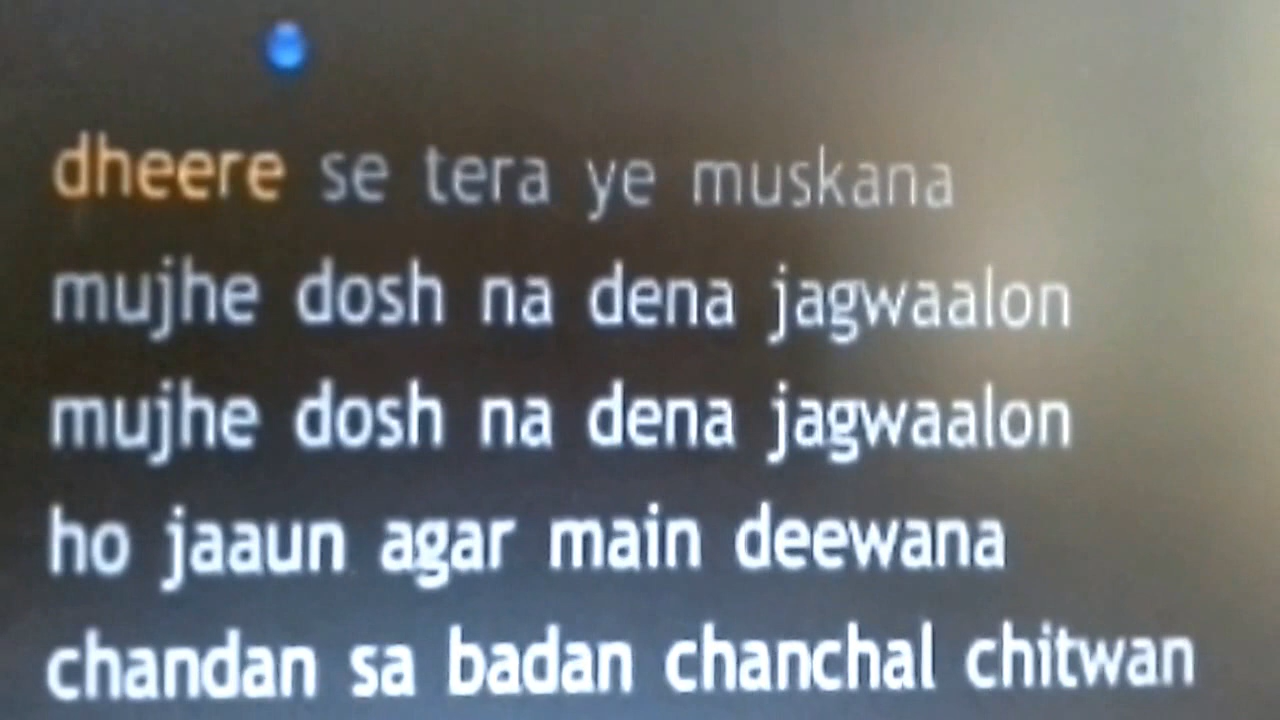 dheere se tera ye muskana
mujhe dosh na dena jagwaalon
mujhe dosh na dena jagwaalon
ho jaaun agar main deewana
chandan sa badan chanchal chitwan